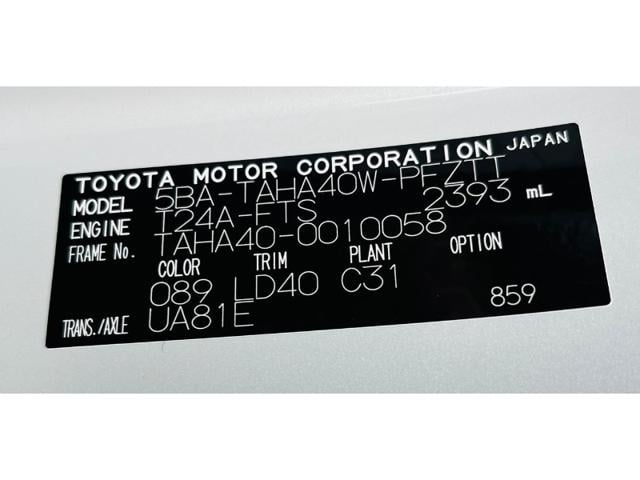 TOYOTA MOTOR CORPORATION JAPAN
MODEL 5BA-TAHA40W-PFZTT
ENGINE T24A-FTS 2393 mL
FRAME No. TAHA40-0010058
COLOR TRIM PLANT OPTION
089 LD40 C31
TRANS./AXLE UA81E 859